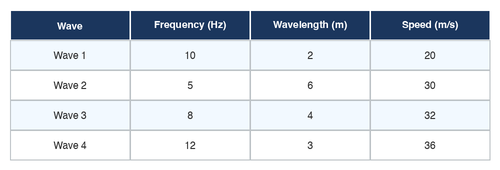 Wave Frequency (Hz) Wavelength (m) Speed (m/s)
Wave 1 10 2 20
Wave 2 5 6 30
Wave 3 8 4 32
Wave 4 12 3 36